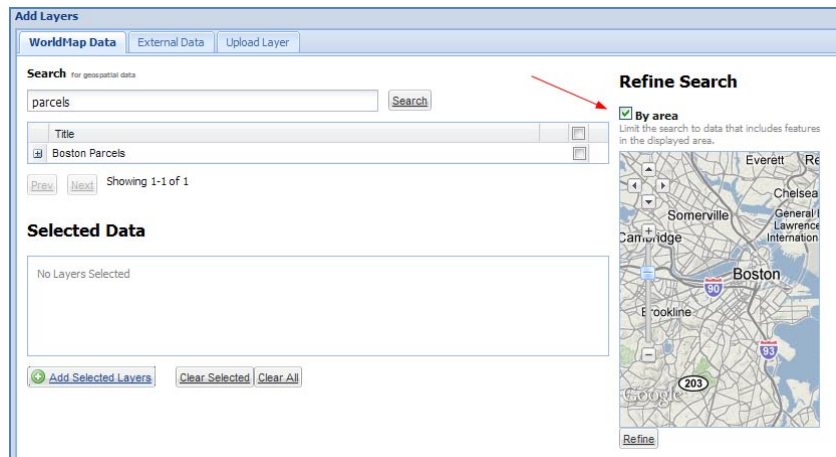 Add Layers
WorldMap Data External Data Upload Layer
Search for geospatial data
parcels Search
Title
Boston Parcels
Prev Next Showing 1-1 of 1
Selected Data
No Layers Selected
Add Selected Layers Clear Selected Clear All
Refine Search
By area
Limit the search to data that includes features
in the displayed area.
Everett Re
Chelsea
Somerville General
Lawrence
Cambridge International
Boston
90
Brookline
93
203
Google
Refine